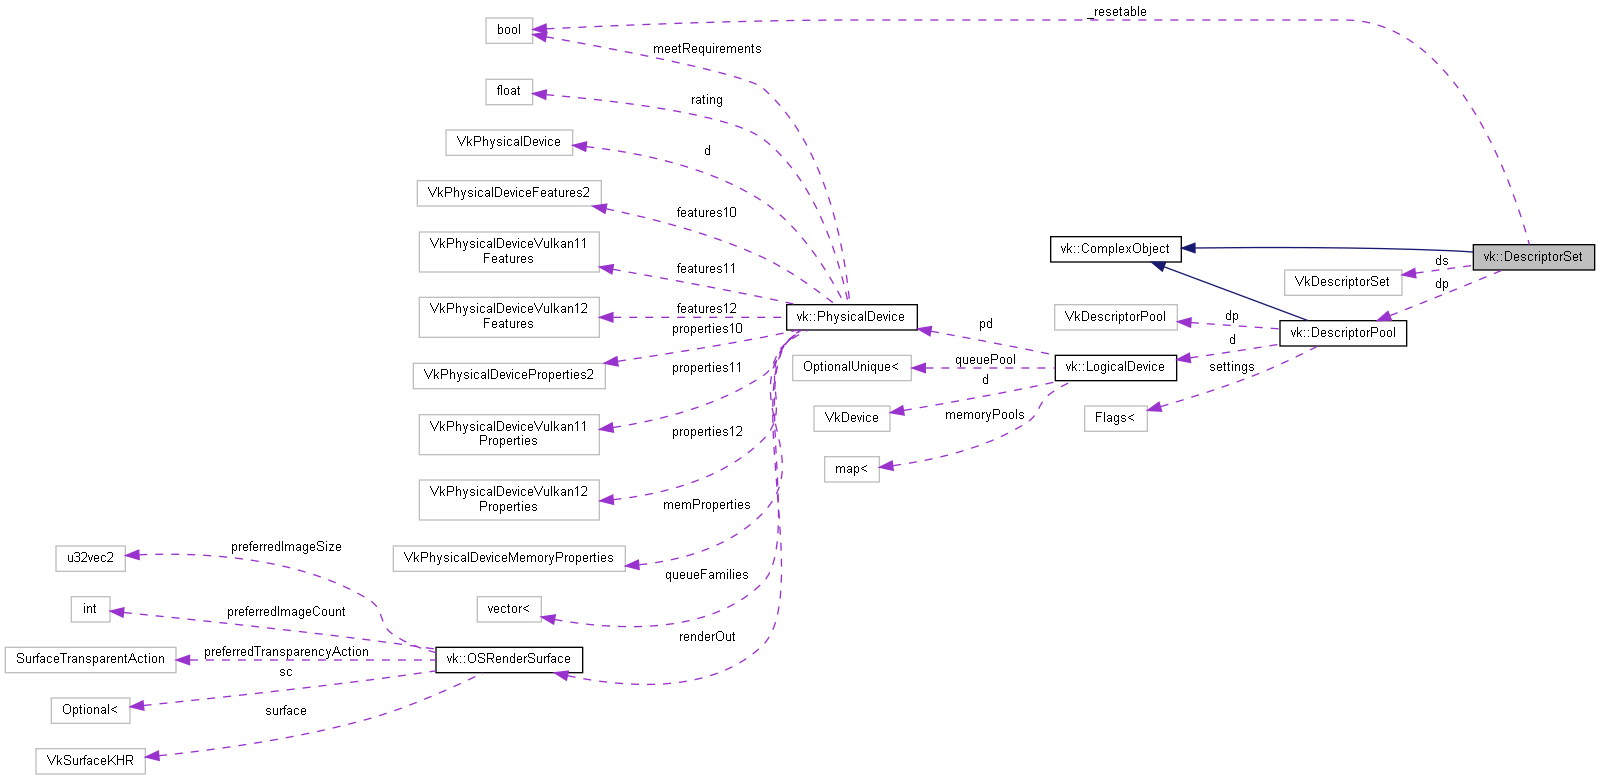 _resetable
bool
meetRequirements
float
rating
VkPhysicalDevice
d
VkPhysicalDeviceFeatures2
features10
VkPhysicalDeviceVulkan11
Features
features11
VkPhysicalDeviceVulkan12
Features
features12
properties10
VkPhysicalDeviceProperties2
properties11
VkPhysicalDeviceVulkan11
Properties
properties12
VkPhysicalDeviceVulkan12
Properties
memProperties
VkPhysicalDeviceMemoryProperties
queueFamilies
vector<
renderOut
vk::PhysicalDevice
vk::ComplexObject
vk::DescriptorSet
ds
VkDescriptorSet
dp
VkDescriptorPool
dp
vk::DescriptorPool
pd
d
OptionalUnique<
queuePool
vk::LogicalDevice
settings
d
VkDevice
memoryPools
Flags<
map<
u32vec2
preferredImageSize
int
preferredImageCount
SurfaceTransparentAction
preferredTransparencyAction
vk::OSRenderSurface
sc
Optional<
surface
VkSurfaceKHR